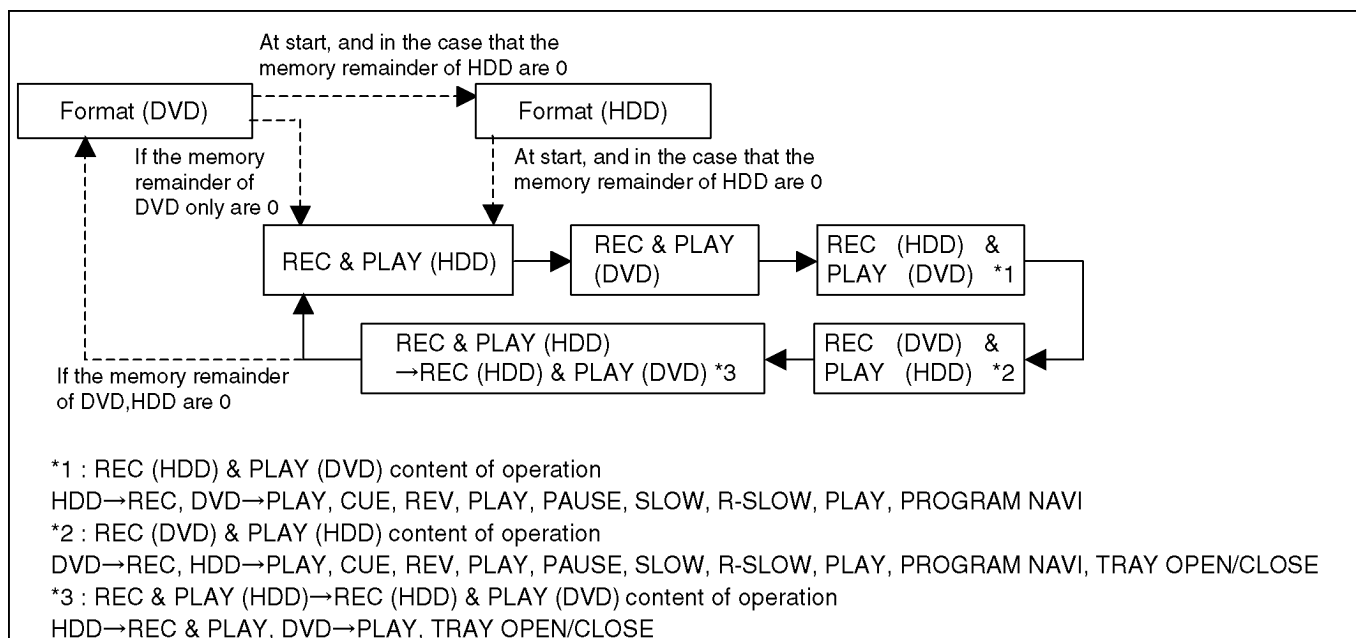 At start, and in the case that the
memory remainder of HDD are 0
Format (DVD)
Format (HDD)
If the memory
remainder of
DVD only are 0
At start, and in the case that the
memory remainder of HDD are 0
REC & PLAY (HDD)
REC & PLAY
(DVD)
REC (HDD) &
PLAY (DVD) *1
REC & PLAY (HDD)
→REC (HDD) & PLAY (DVD) *3
REC (DVD) &
PLAY (HDD) *2
If the memory remainder
of DVD,HDD are 0
*1 : REC (HDD) & PLAY (DVD) content of operation
HDD→REC, DVD→PLAY, CUE, REV, PLAY, PAUSE, SLOW, R-SLOW, PLAY, PROGRAM NAVI
*2 : REC (DVD) & PLAY (HDD) content of operation
DVD→REC, HDD→PLAY, CUE, REV, PLAY, PAUSE, SLOW, R-SLOW, PLAY, PROGRAM NAVI, TRAY OPEN/CLOSE
*3 : REC & PLAY (HDD)→REC (HDD) & PLAY (DVD) content of operation
HDD→REC & PLAY, DVD→PLAY, TRAY OPEN/CLOSE